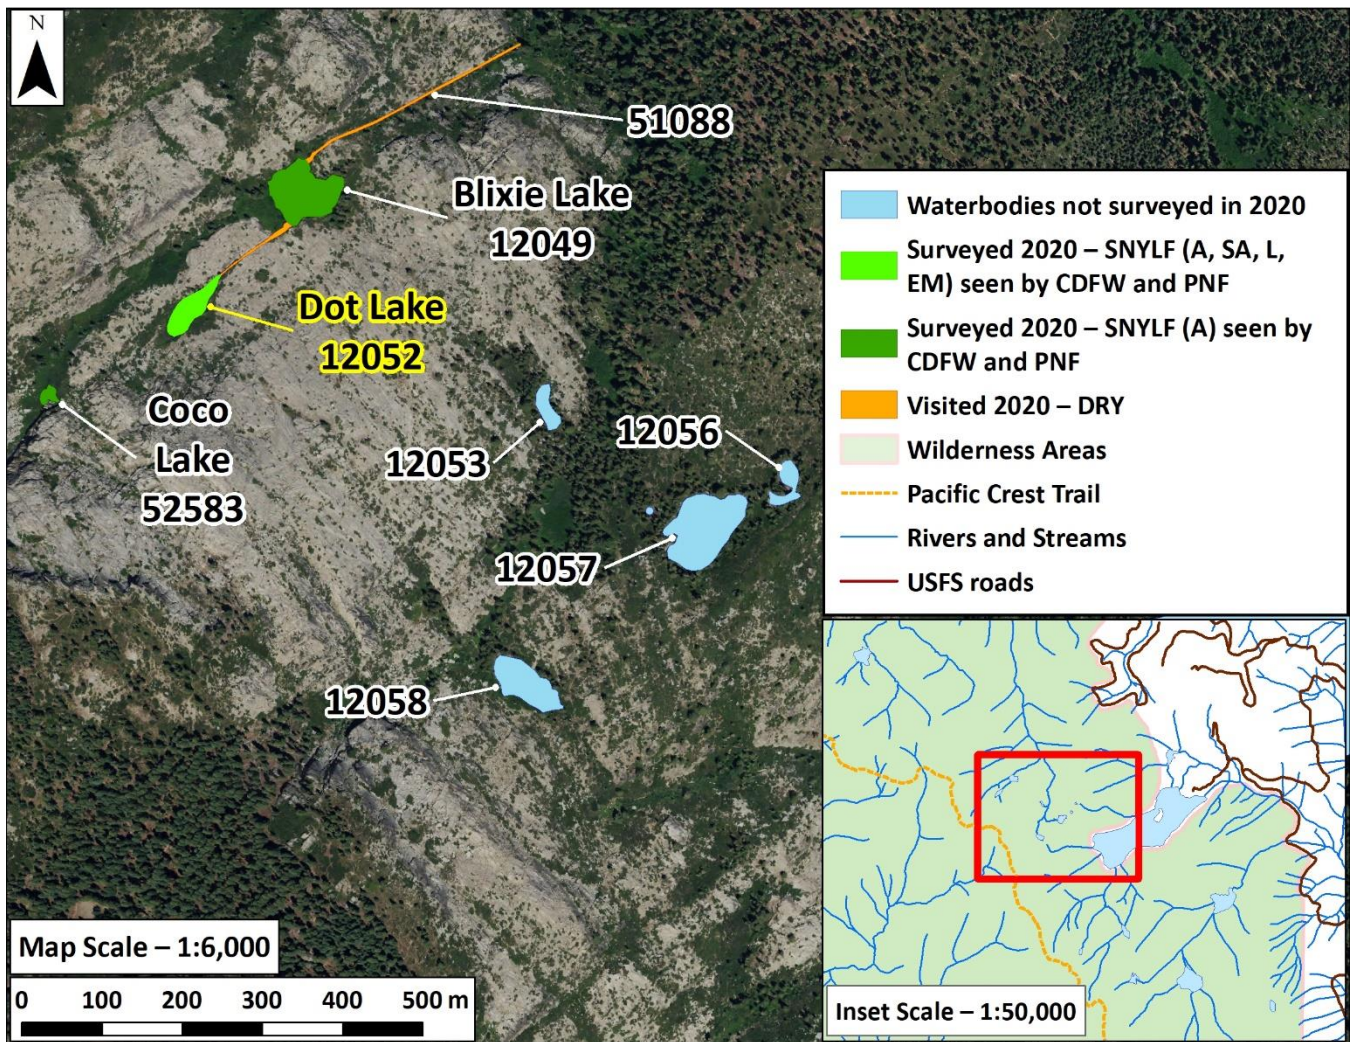 N
51088
Blixie Lake
12049
Dot Lake
12052
Coco
Lake
52583
12053
12056
12057
12058
Waterbodies not surveyed in 2020
Surveyed 2020 – SNYLF (A, SA, L,
EM) seen by CDFW and PNF
Surveyed 2020 – SNYLF (A) seen by
CDFW and PNF
Visited 2020 – DRY
Wilderness Areas
Pacific Crest Trail
Rivers and Streams
USFS roads
Map Scale – 1:6,000
0 100 200 300 400 500 m
Inset Scale – 1:50,000